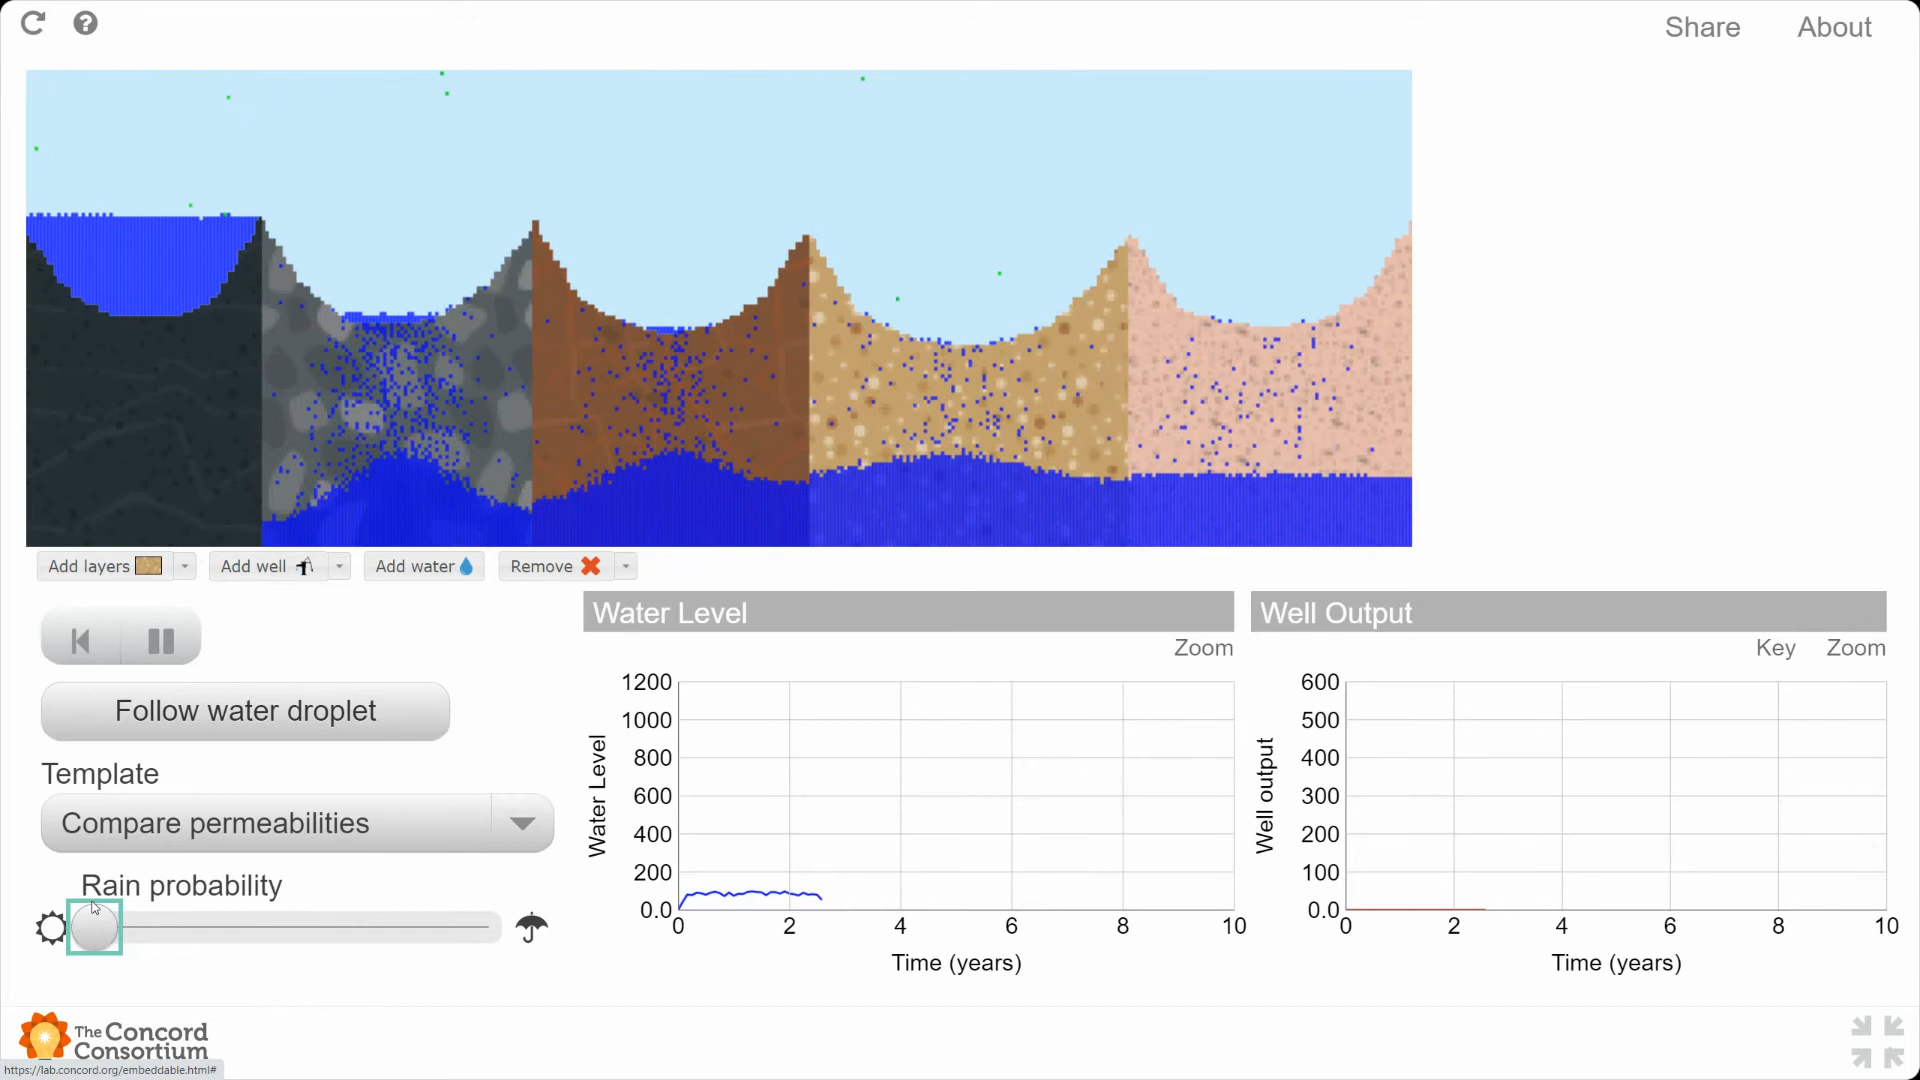 Share About
Add layers Add well Add water Remove
Water Level
Well Output
Zoom
Key Zoom
Follow water droplet
Template
Compare permeabilities
Rain probability
Water Level
1200
1000
800
600
400
200
0.0
0 2 4 6 8 10
Time (years)
Well output
600
500
400
300
200
100
0.0
0 2 4 6 8 10
Time (years)
The Concord
Consortium
https://lab.concord.org/embeddable.html#